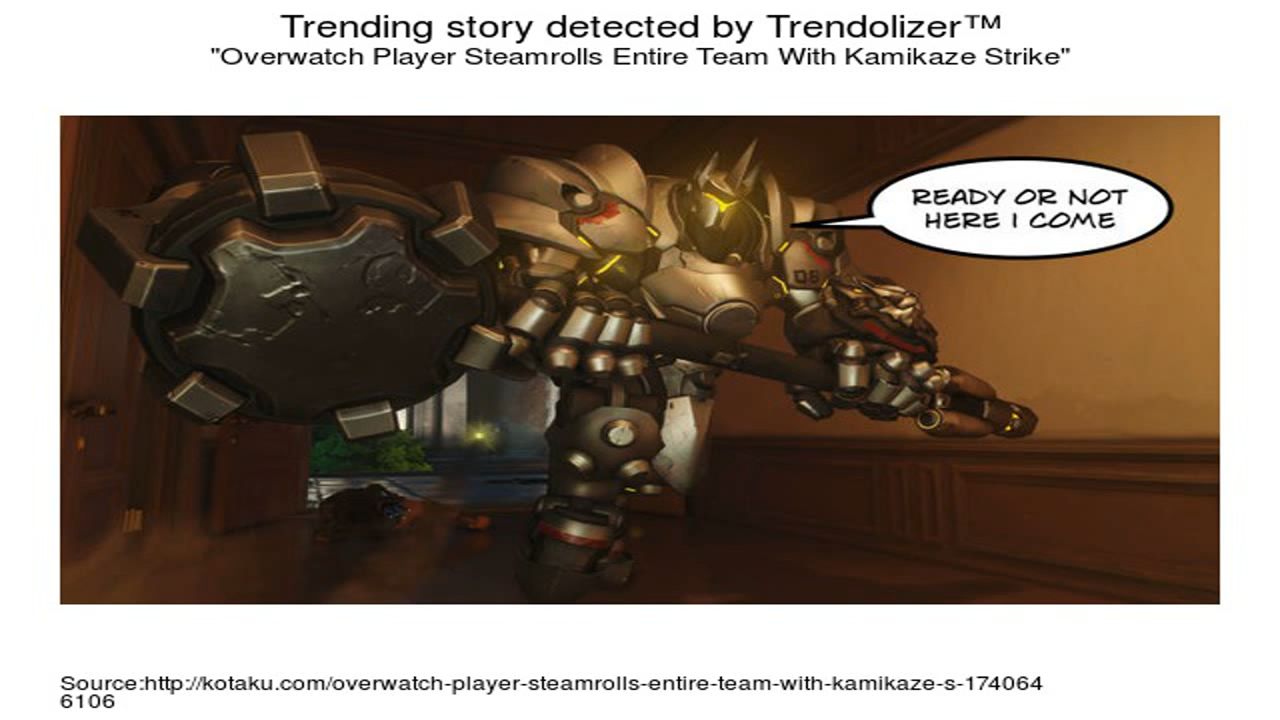 Trending story detected by Trendolizer™
"Overwatch Player Steamrolls Entire Team With Kamikaze Strike"
READY OR NOT
HERE I COME
08
Source:http://kotaku.com/overwatch-player-steamrolls-entire-team-with-kamikaze-s-174064
6106